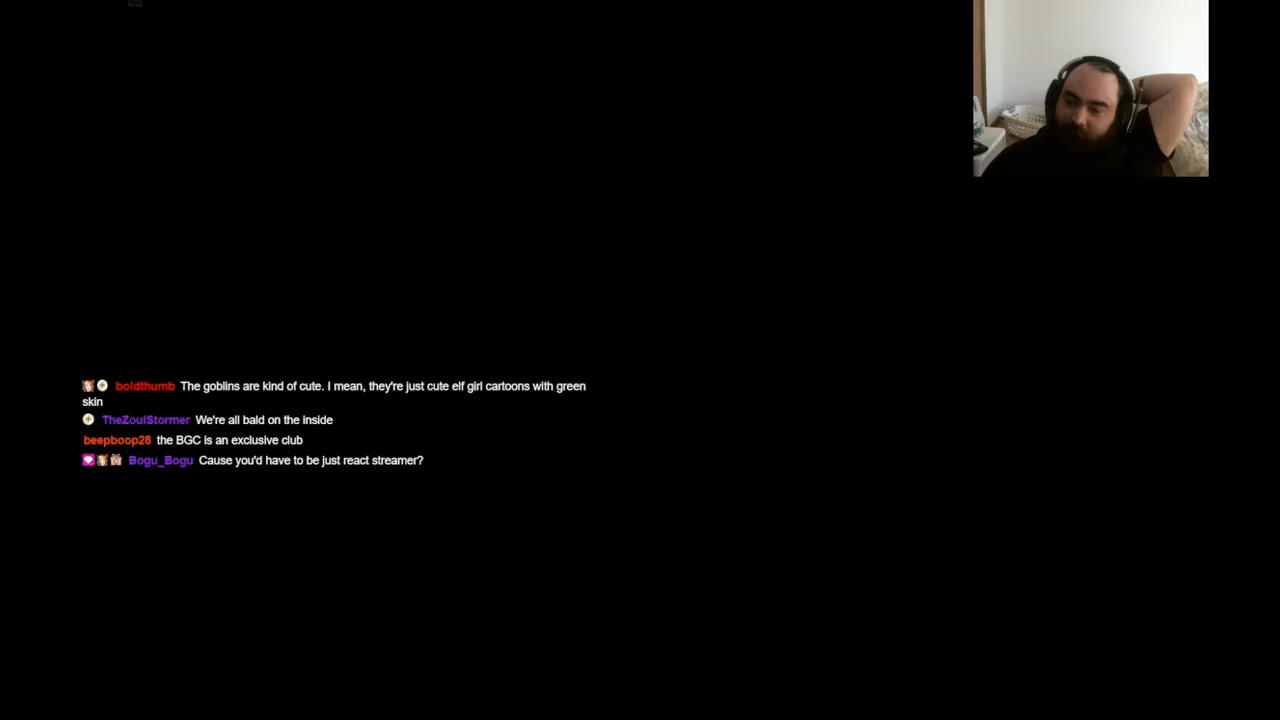 boldthumb The goblins are kind of cute. I mean, they're just cute elf girl cartoons with green
skin
TheZoulStormer We're all bald on the inside
beepboop28 the BGC is an exclusive club
Bogu_Bogu Cause you'd have to be just react streamer?